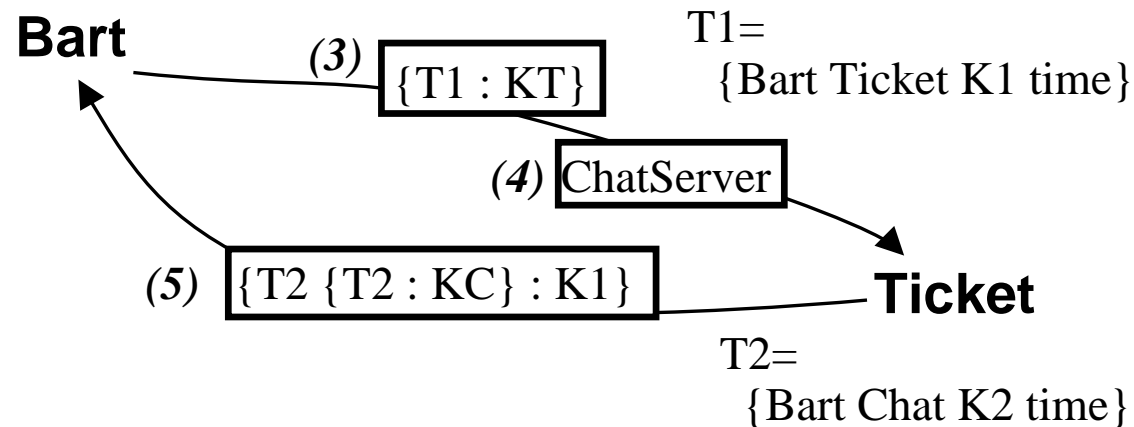 Bart
(3)
{T1 : KT}
T1=
{Bart Ticket K1 time}
(4)
ChatServer
(5)
{T2 {T2 : KC} : K1}
Ticket
T2=
{Bart Chat K2 time}